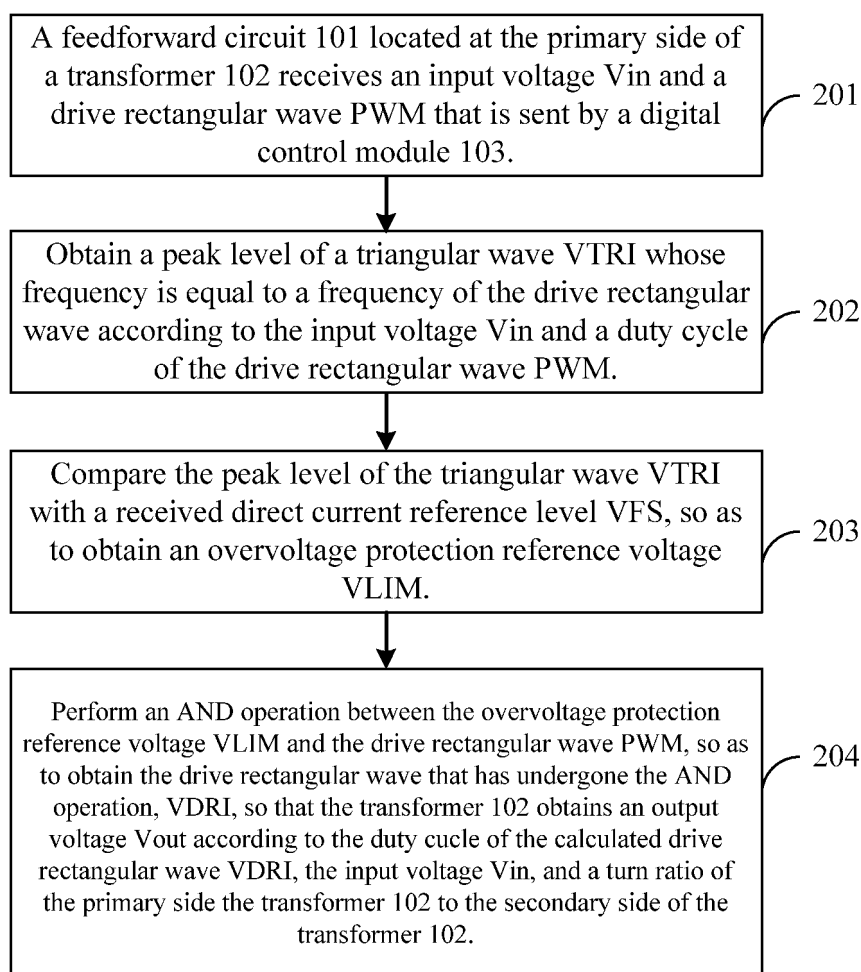 A feedforward circuit 101 located at the primary side of
a transformer 102 receives an input voltage Vin and a
drive rectangular wave PWM that is sent by a digital
control module 103.
201
Obtain a peak level of a triangular wave VTRI whose
frequency is equal to a frequency of the drive rectangular
wave according to the input voltage Vin and a duty cycle
of the drive rectangular wave PWM.
202
Compare the peak level of the triangular wave VTRI
with a received direct current reference level VFS, so as
to obtain an overvoltage protection reference voltage
VLIM.
203
Perform an AND operation between the overvoltage protection
reference voltage VLIM and the drive rectangular wave PWM, so as
to obtain the drive rectangular wave that has undergone the AND
operation, VDRI, so that the transformer 102 obtains an output
voltage Vout according to the duty cucle of the calculated drive
rectangular wave VDRI, the input voltage Vin, and a turn ratio of
the primary side the transformer 102 to the secondary side of the
transformer 102.
204